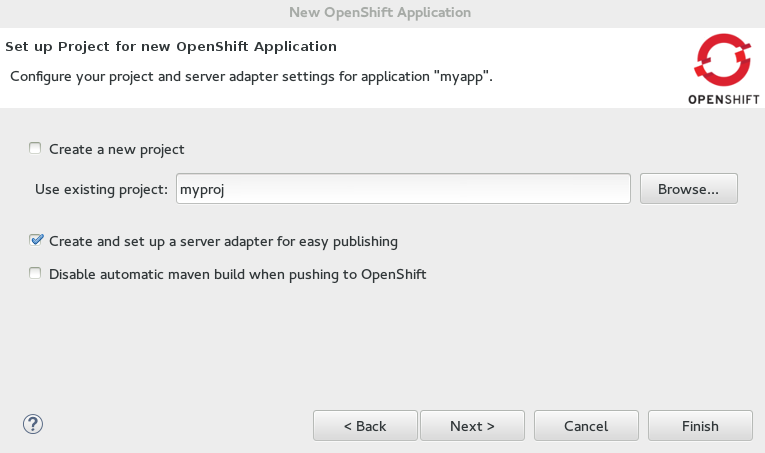 New OpenShift Application
Set up Project for new OpenShift Application
Configure your project and server adapter settings for application "myapp".
OPENSHIFT
Create a new project
Use existing project: myproj Browse...
Create and set up a server adapter for easy publishing
Disable automatic maven build when pushing to OpenShift
? < Back Next > Cancel Finish